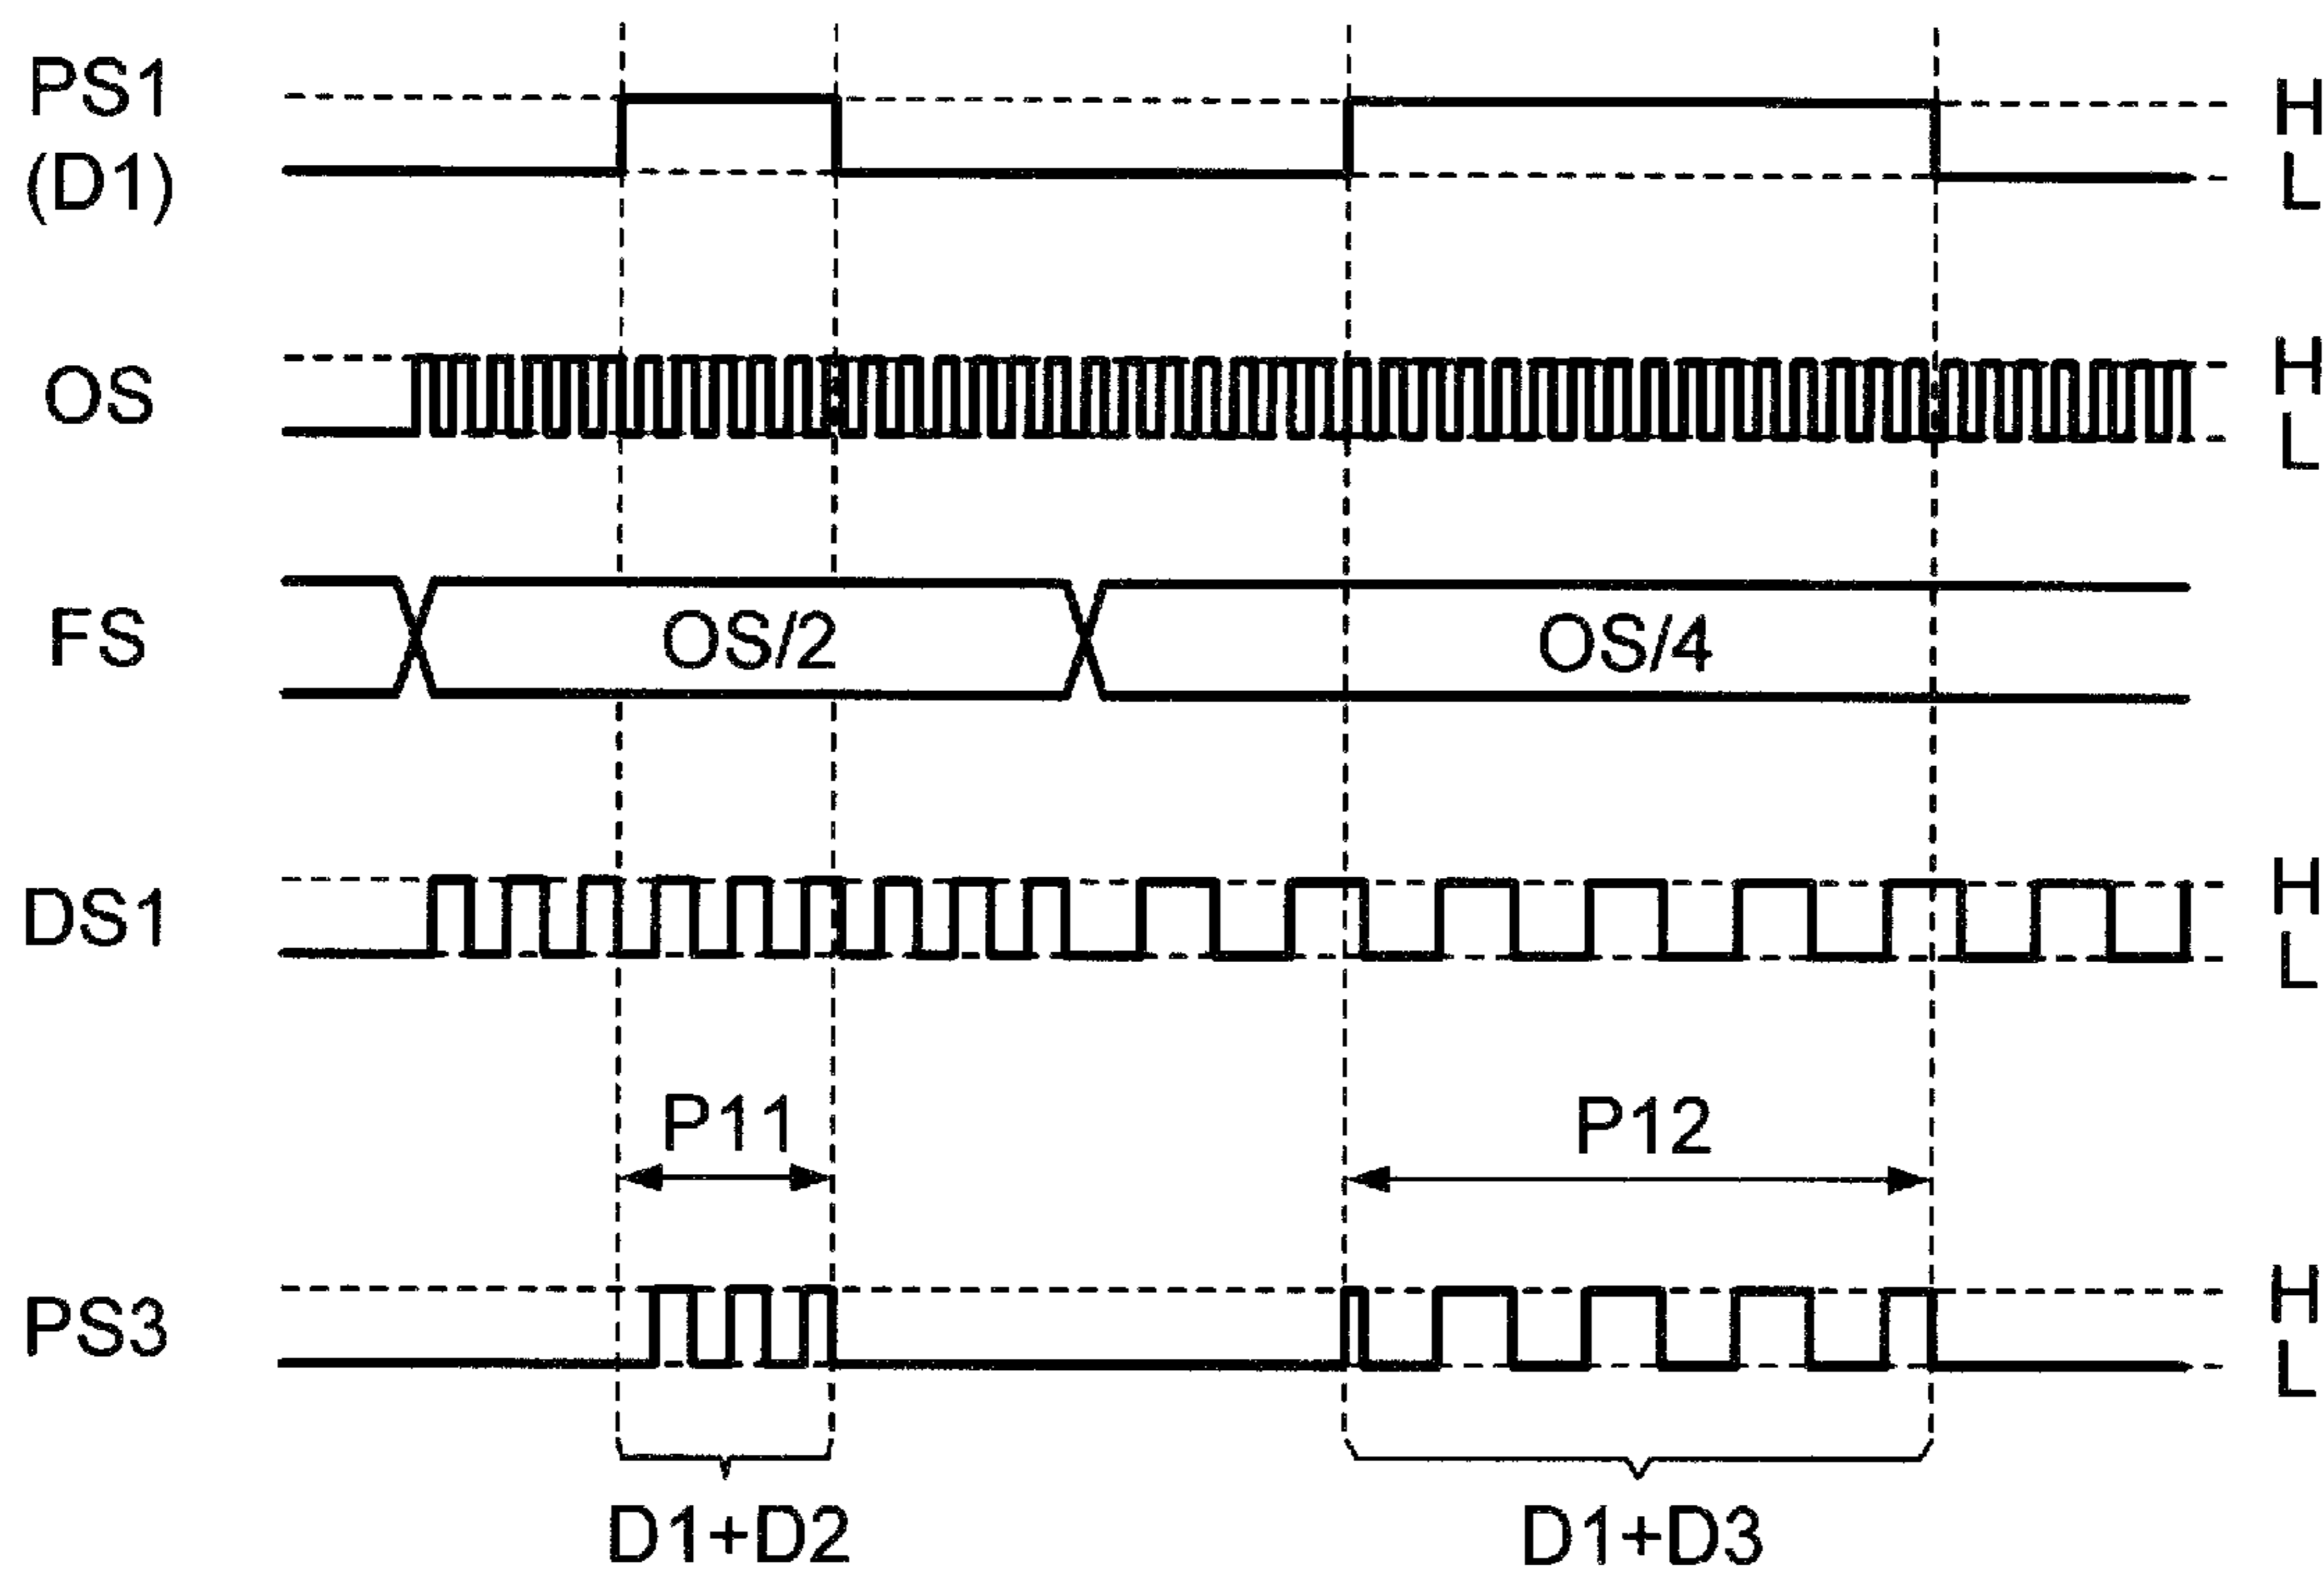 PS1
(D1)
H
L
OS
H
L
FS
OS/2
OS/4
DS1
H
L
P11
P12
PS3
H
L
D1+D2
D1+D3